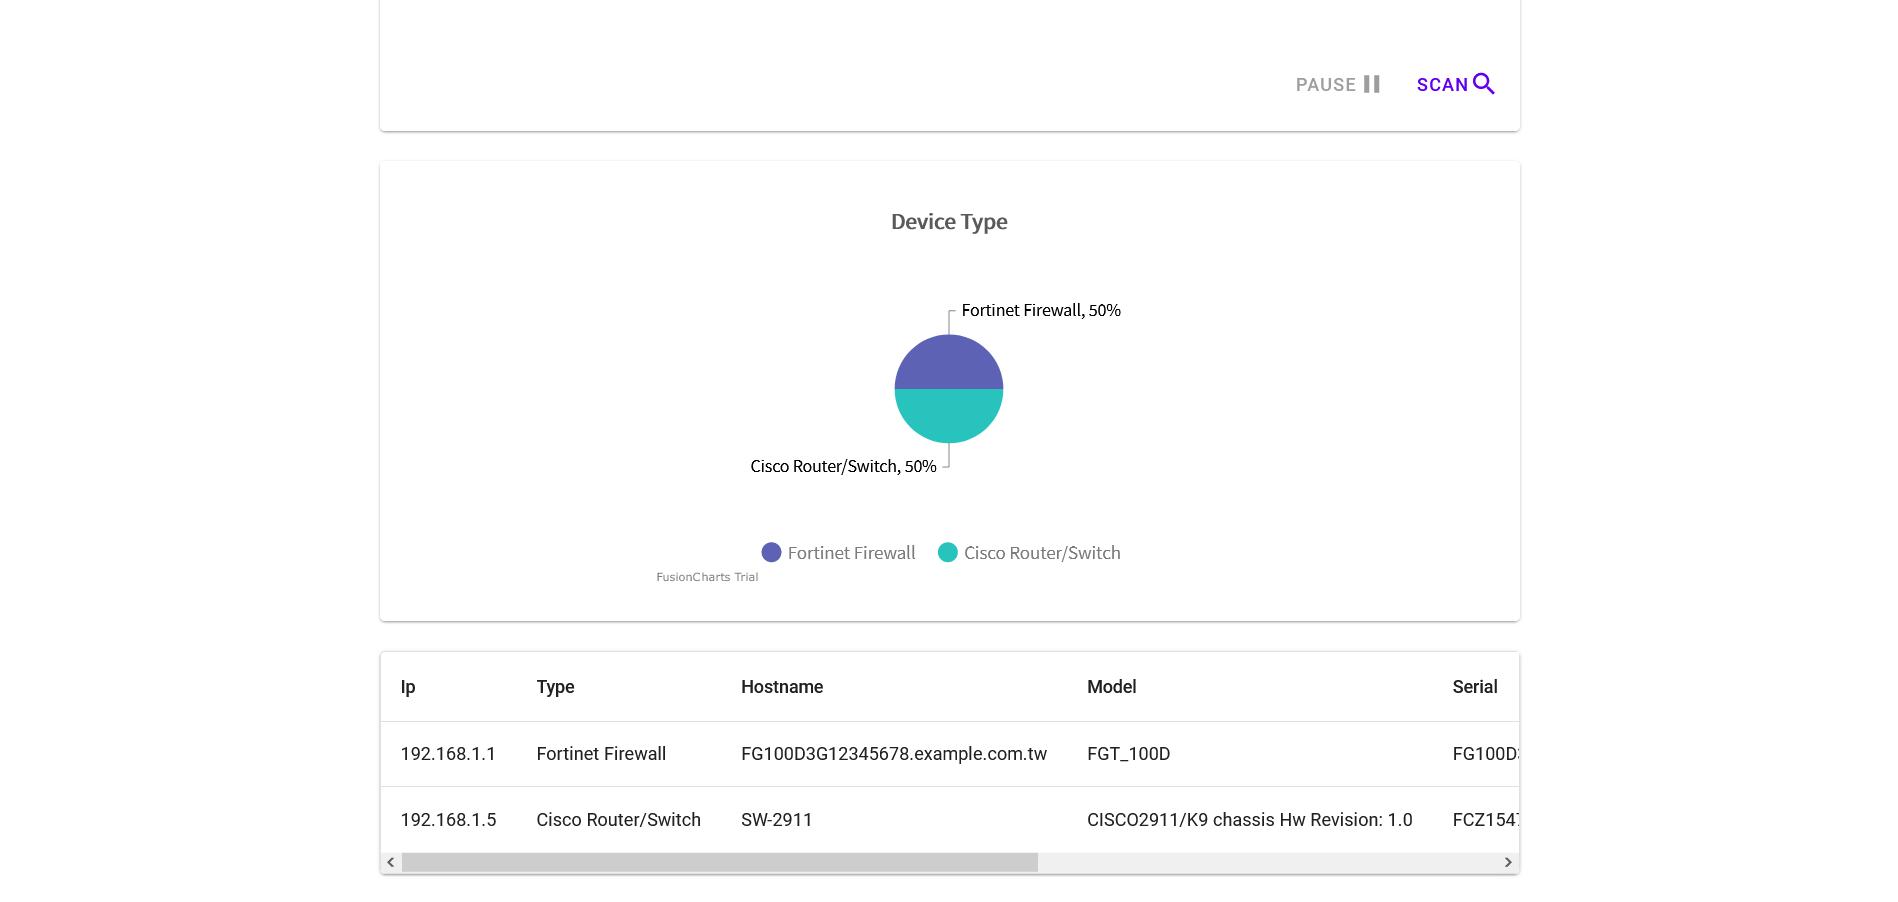 PAUSE SCAN
Device Type
Fortinet Firewall, 50%
Cisco Router/Switch, 50%
Fortinet Firewall Cisco Router/Switch
FusionCharts Trial
Ip Type Hostname Model Serial
192.168.1.1 Fortinet Firewall FG100D3G12345678.example.com.tw FGT_100D FG100D
192.168.1.5 Cisco Router/Switch SW-2911 CISCO2911/K9 chassis Hw Revision: 1.0 FCZ154